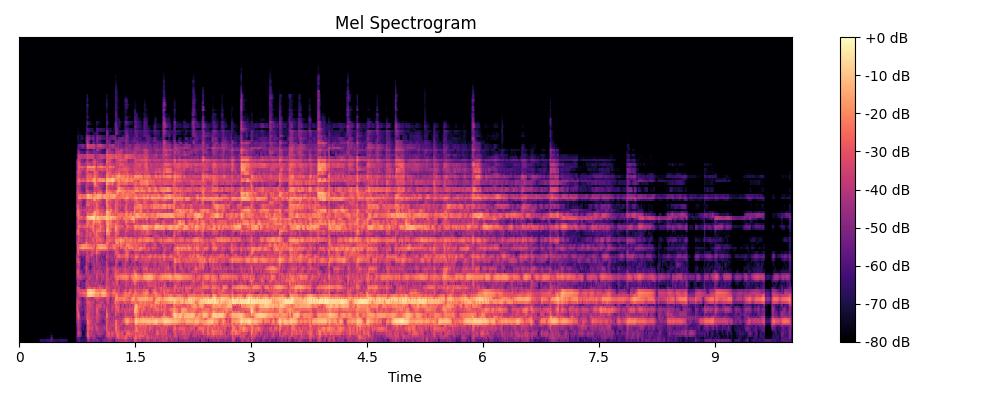 Mel Spectrogram
+0 dB
-10 dB
-20 dB
-30 dB
-40 dB
-50 dB
-60 dB
-70 dB
-80 dB
0 1.5 3 4.5 6 7.5 9
Time